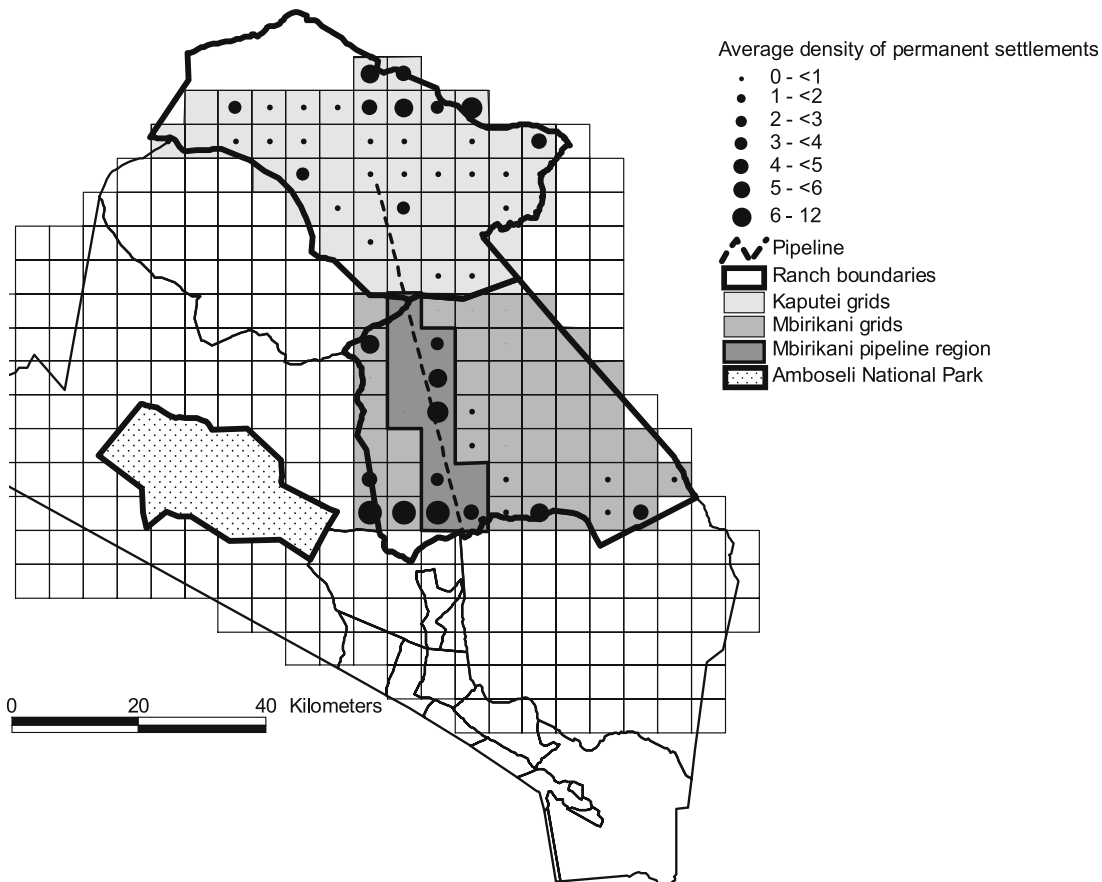 Average density of permanent settlements
0 - <1
1 - <2
2 - <3
3 - <4
4 - <5
5 - <6
6 - 12
Pipeline
Ranch boundaries
Kaputei grids
Mbirikani grids
Mbirikani pipeline region
Amboseli National Park
0 20 40 Kilometers